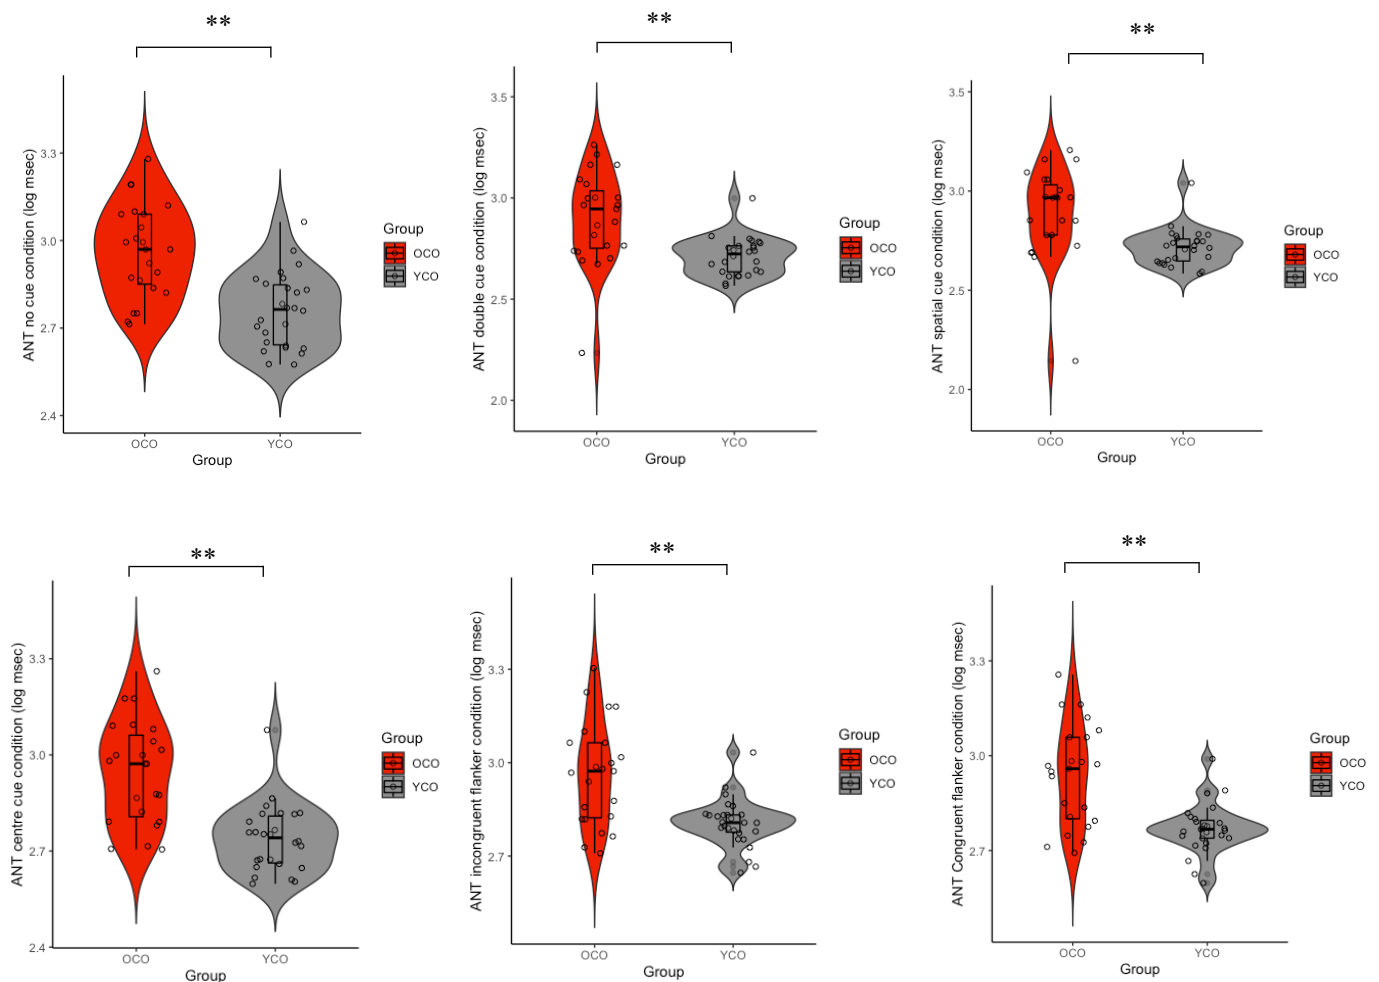 **
ANT no cue condition (log msec)
3.3
3.0
2.7
2.4
OCO YCO
Group
Group
OCO
YCO
**
ANT double cue condition (log msec)
3.5
3.0
2.5
2.0
OCO YCO
Group
Group
OCO
YCO
**
ANT spatial cue condition (log msec)
3.5
3.0
2.5
2.0
OCO YCO
Group
Group
OCO
YCO
**
ANT centre cue condition (log msec)
3.3
3.0
2.7
2.4
OCO YCO
Group
Group
OCO
YCO
**
ANT incongruent flanker condition (log msec)
3.3
3.0
2.7
OCO YCO
Group
Group
OCO
YCO
**
ANT Congruent flanker condition (log msec)
3.3
3.0
2.7
OCO YCO
Group
Group
OCO
YCO